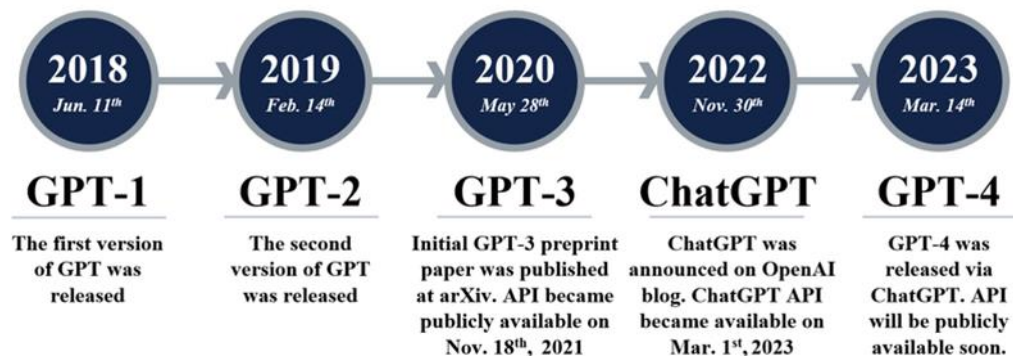 2018
Jun. 11th
2019
Feb. 14th
2020
May 28th
2022
Nov. 30th
2023
Mar. 14th
GPT-1
The first version
of GPT was
released
GPT-2
The second
version of GPT
was released
GPT-3
Initial GPT-3 preprint
paper was published
at arXiv. API became
publicly available on
Nov. 18th, 2021
ChatGPT
ChatGPT was
announced on OpenAI
blog. ChatGPT API
became available on
Mar. 1st, 2023
GPT-4
GPT-4 was
released via
ChatGPT. API
will be publicly
available soon.